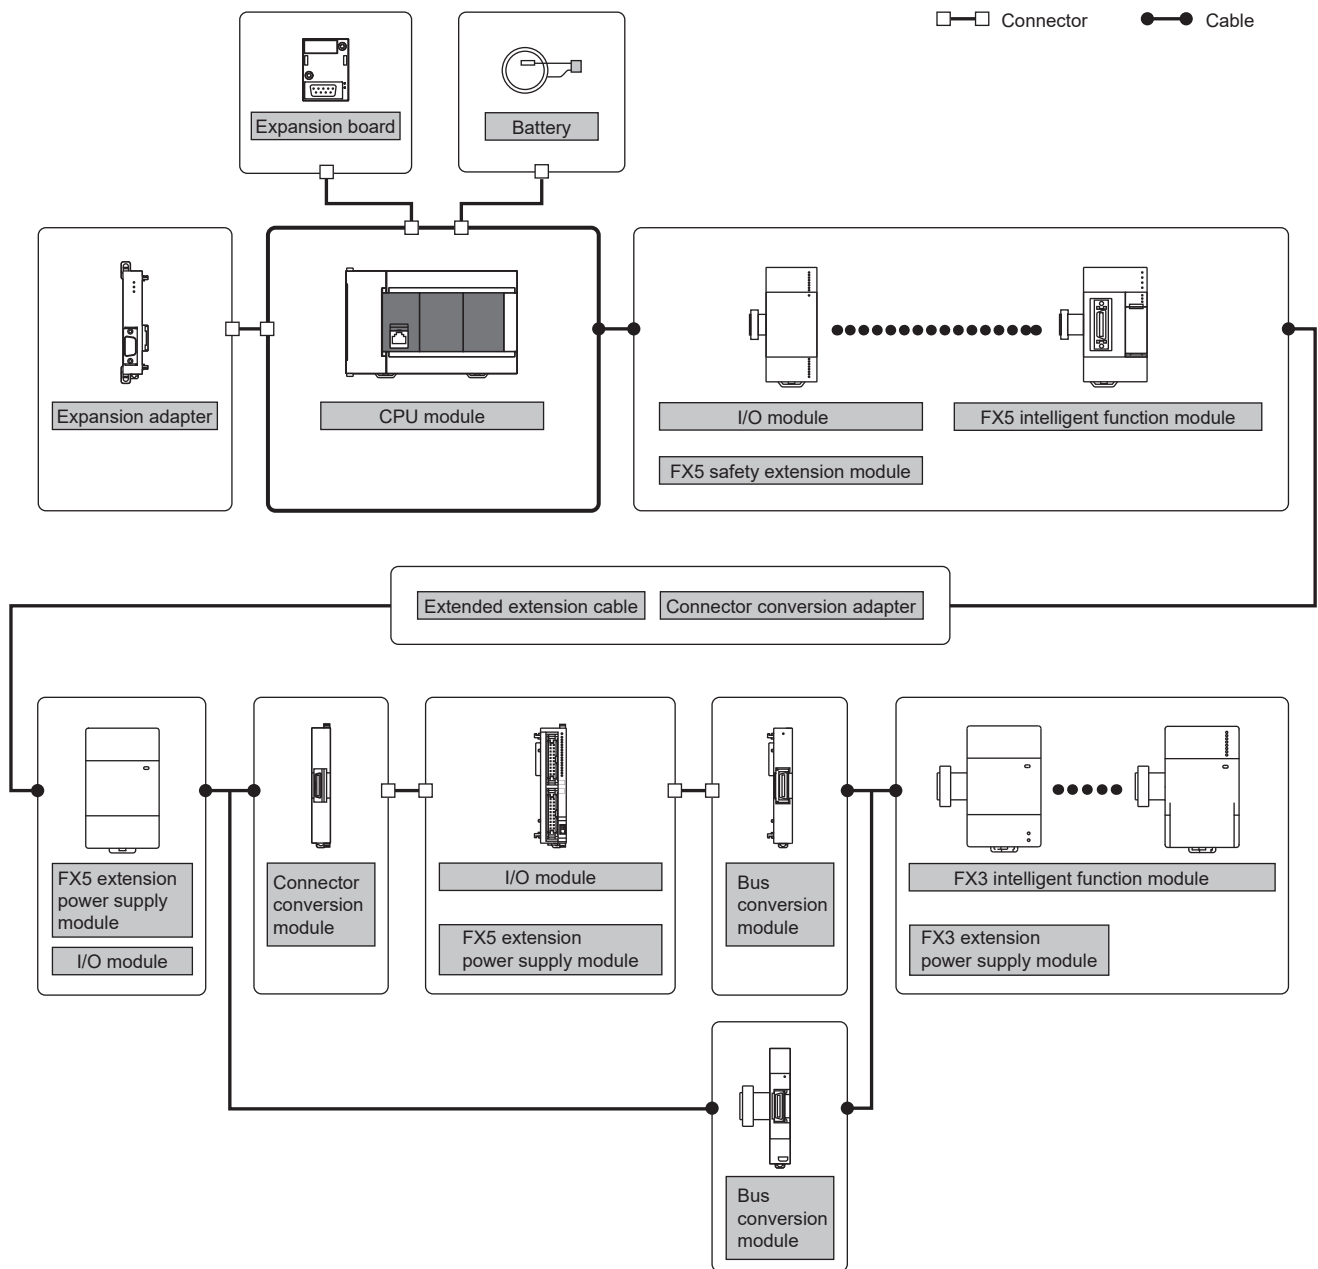 Connector
Cable
Expansion board
Battery
Expansion adapter
CPU module
I/O module
FX5 intelligent function module
FX5 safety extension module
Extended extension cable
Connector conversion adapter
FX5 extension
power supply
module
I/O module
Connector
conversion
module
I/O module
FX5 extension
power supply module
Bus
conversion
module
FX3 intelligent function module
FX3 extension
power supply module
Bus
conversion
module